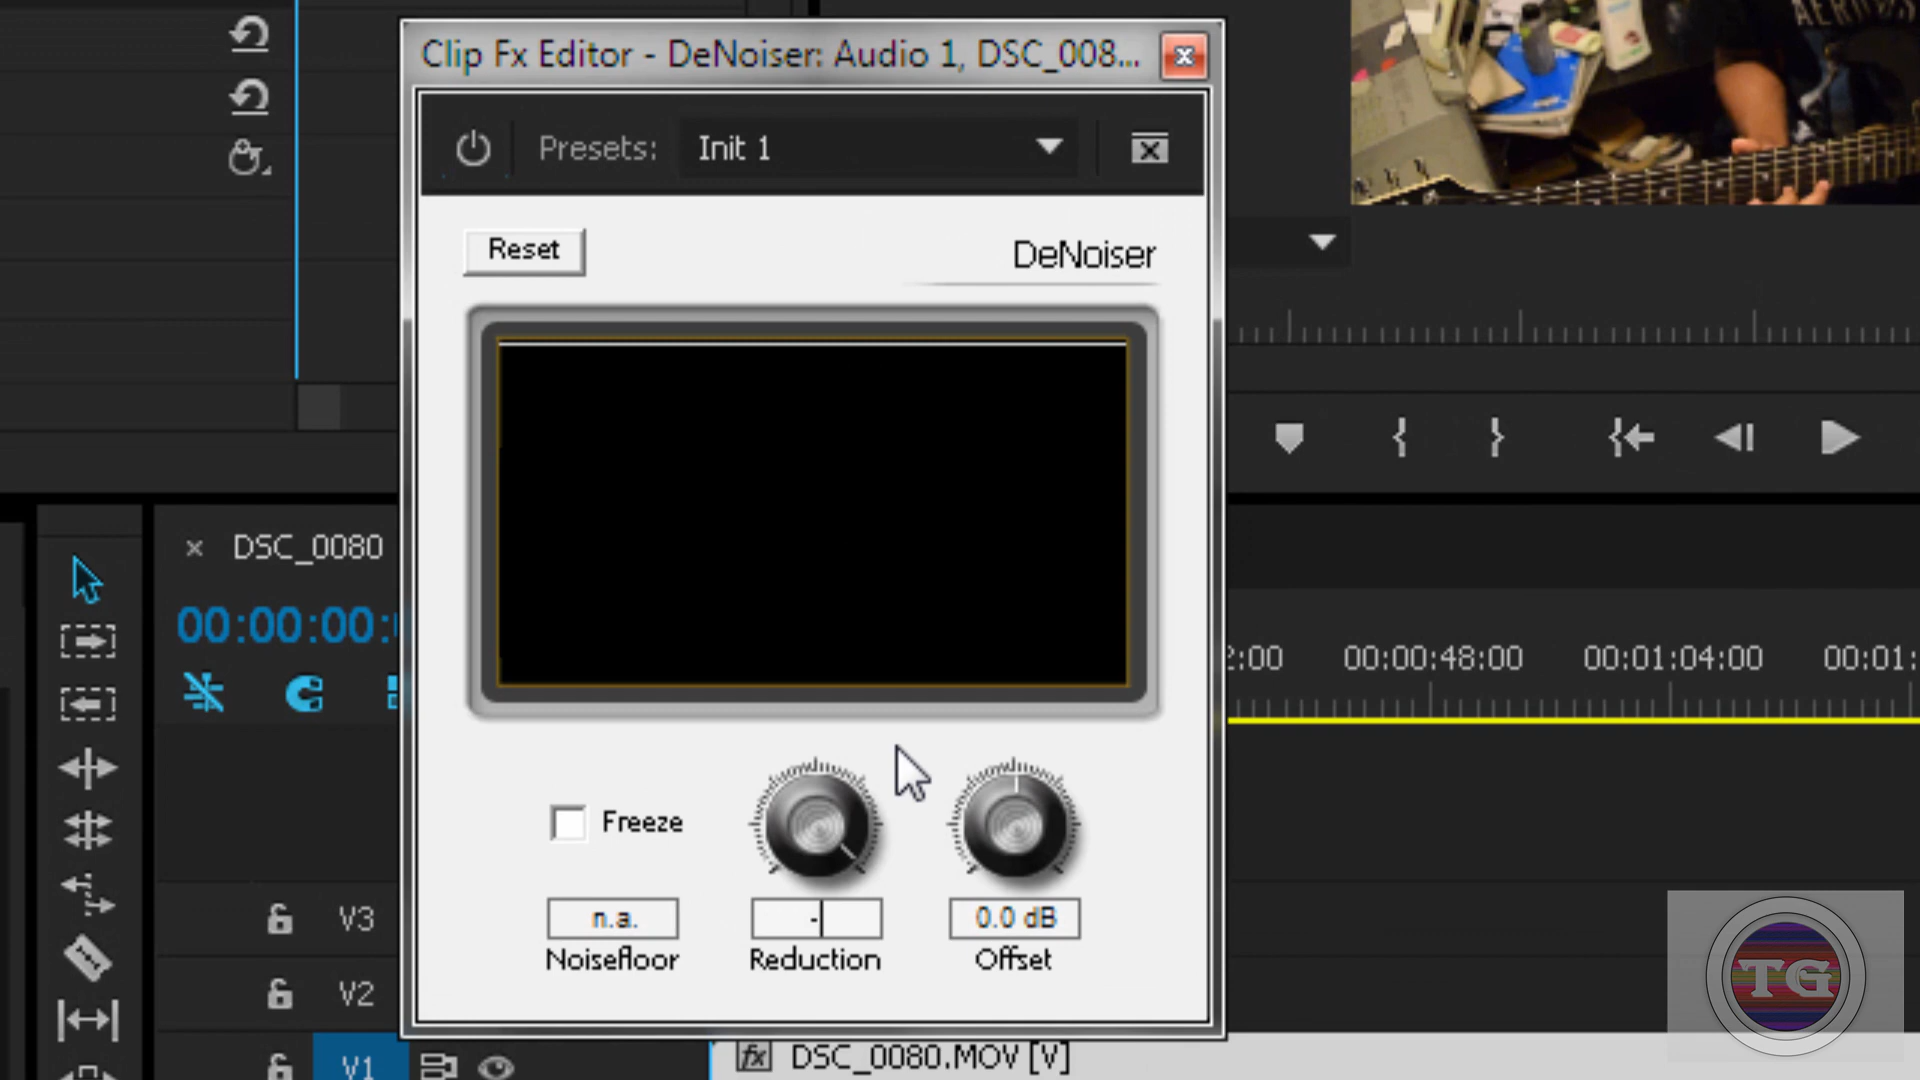 Clip Fx Editor - DeNoiser: Audio 1, DSC_008...
Presets: Init 1
Reset
DeNoiser
DSC_0080
00:00:00:
00:00:48:00 00:01:04:00 00:01:
2:00
Freeze
n.a. - 0.0 dB
Noisefloor Reduction Offset
V3
V2
V1
fx DSC_0080.MOV [V]
TG